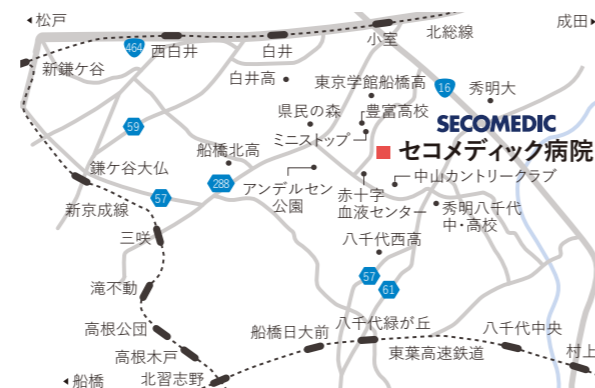 松戸
成田
北総線
464
西白井
白井
小室
新鎌ケ谷
白井高
東京学館船橋高
16
秀明大
59
県民の森
豊富高校
SECOMEDIC
ミニストップ
セコメディック病院
船橋北高
鎌ケ谷大仏
288
アンデルセン
公園
中山カントリークラブ
57
赤十字
血液センター
新京成線
秀明八千代
中・高校
三咲
八千代西高
57
61
滝不動
高根公団
船橋日大前
八千代緑が丘
八千代中央
高根木戸
東葉高速鉄道
村上
船橋
北習志野